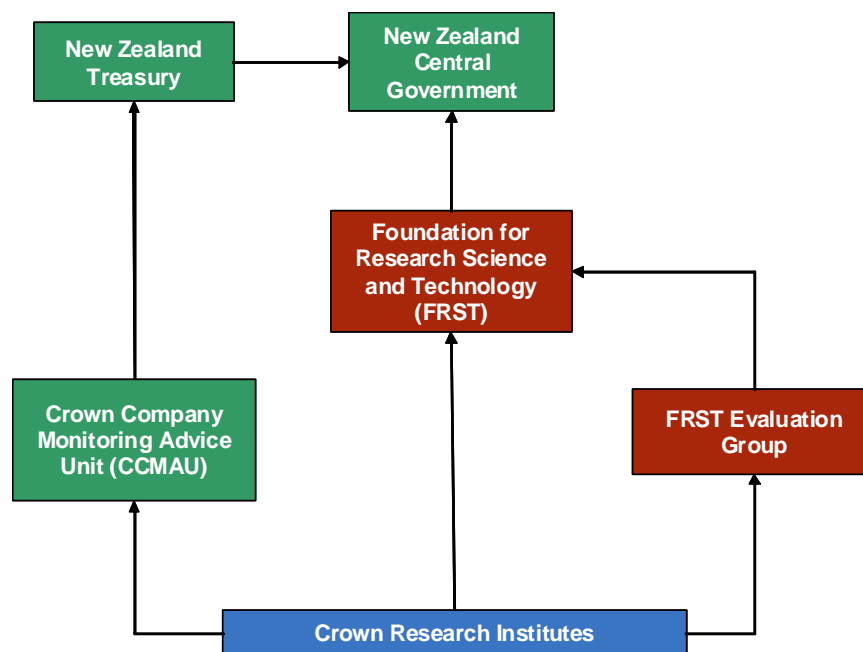 New Zealand
Treasury
New Zealand
Central
Government
Foundation for
Research Science
and Technology
(FRST)
Crown Company
Monitoring Advice
Unit (CCMAU)
FRST Evaluation
Group
Crown Research Institutes